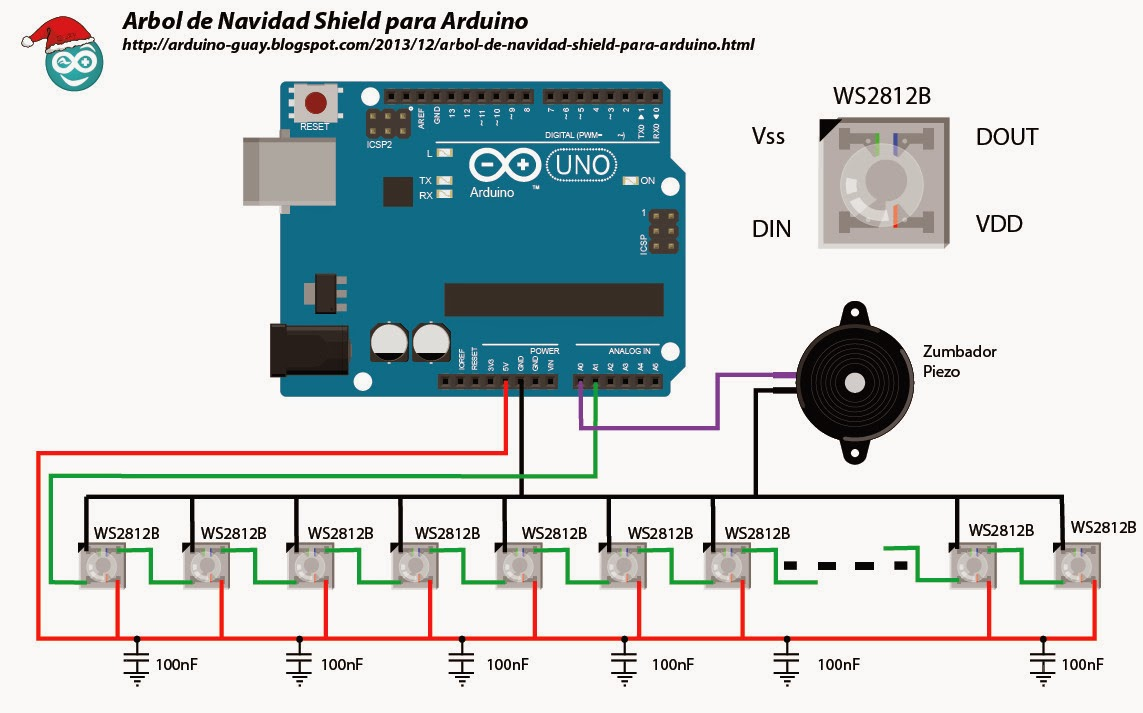 Arbol de Navidad Shield para Arduino
http://arduino-guay.blogspot.com/2013/12/arbol-de-navidad-shield-para-arduino.html
RESET
ICSP2
AREF
GND
13
12
~11
~10
~9
8
7
~6
~5
4
~3
2
TX0 ▶ 1
RX0 ◀ 0
DIGITAL (PWM= ~)
L
TX
RX
Arduino
™
UNO
ON
1
ICSP
POWER
ANALOG IN
IOREF
RESET
3V3
5V
GND
GND
VIN
A0
A1
A2
A3
A4
A5
WS2812B
Vss
DOUT
DIN
VDD
Zumbador
Piezo
WS2812B
WS2812B
WS2812B
WS2812B
WS2812B
WS2812B
WS2812B
WS2812B
WS2812B
100nF
100nF
100nF
100nF
100nF
100nF